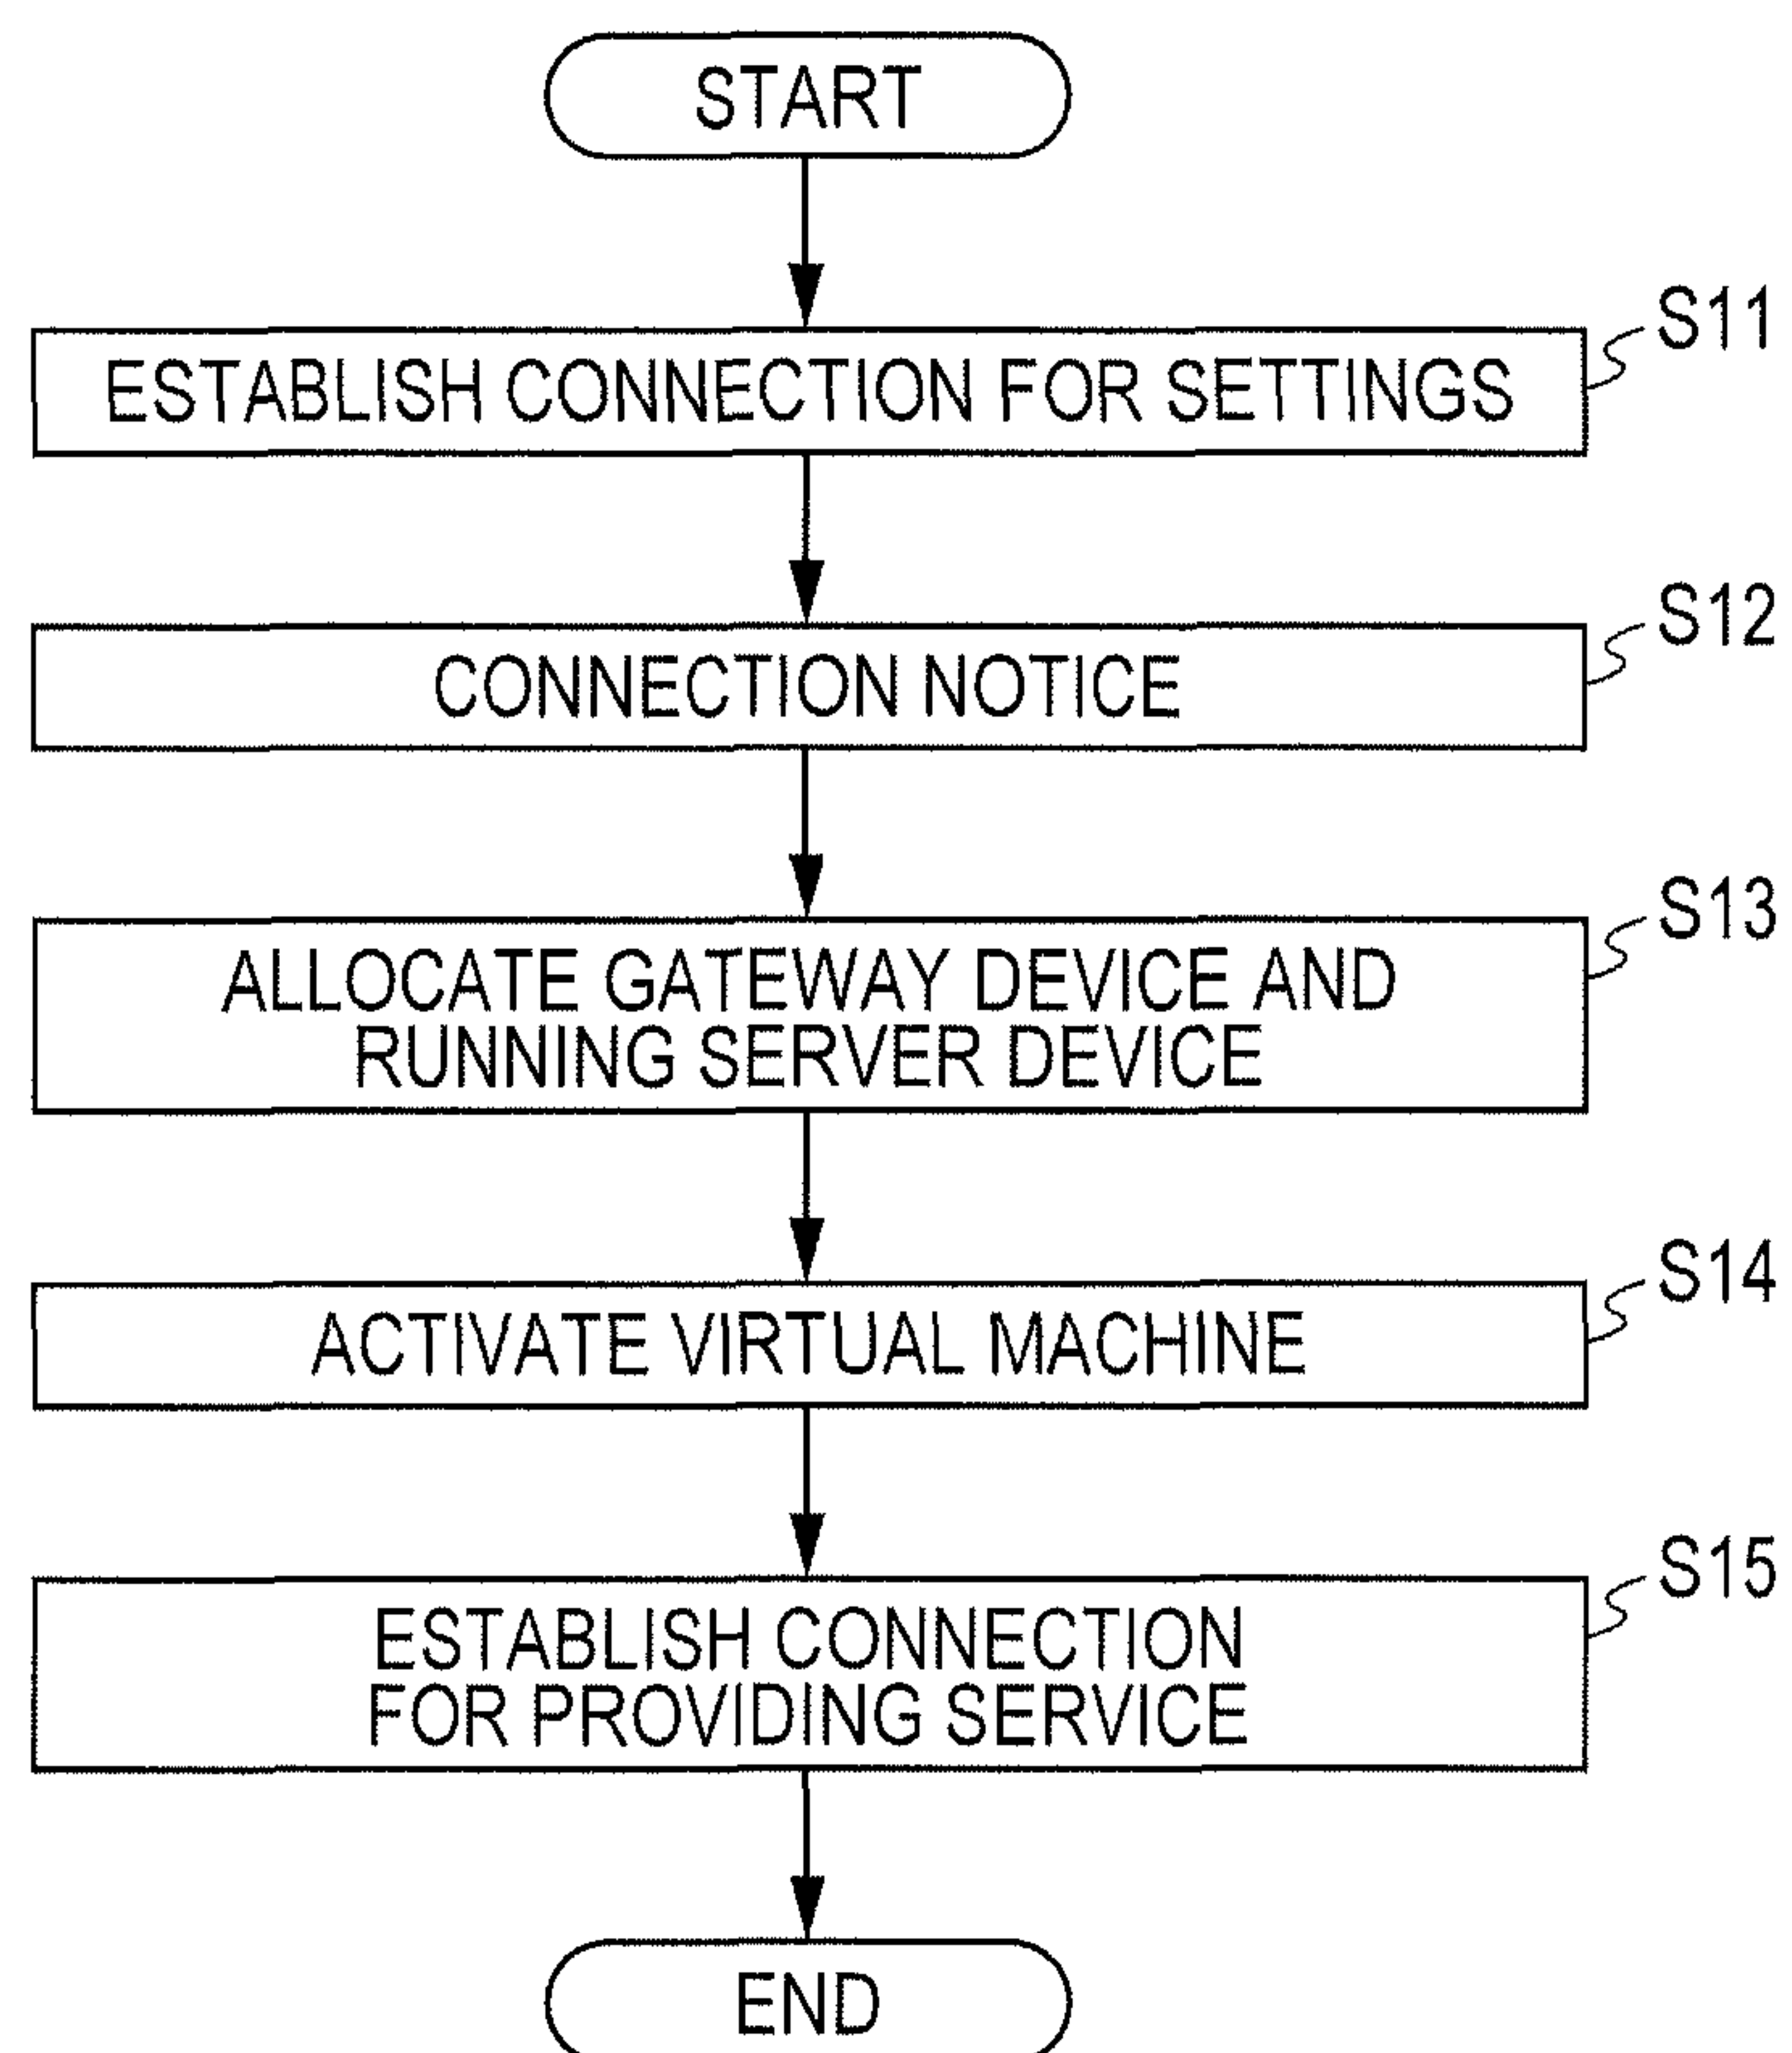 START
S11
ESTABLISH CONNECTION FOR SETTINGS
S12
CONNECTION NOTICE
S13
ALLOCATE GATEWAY DEVICE AND
RUNNING SERVER DEVICE
S14
ACTIVATE VIRTUAL MACHINE
S15
ESTABLISH CONNECTION
FOR PROVIDING SERVICE
END